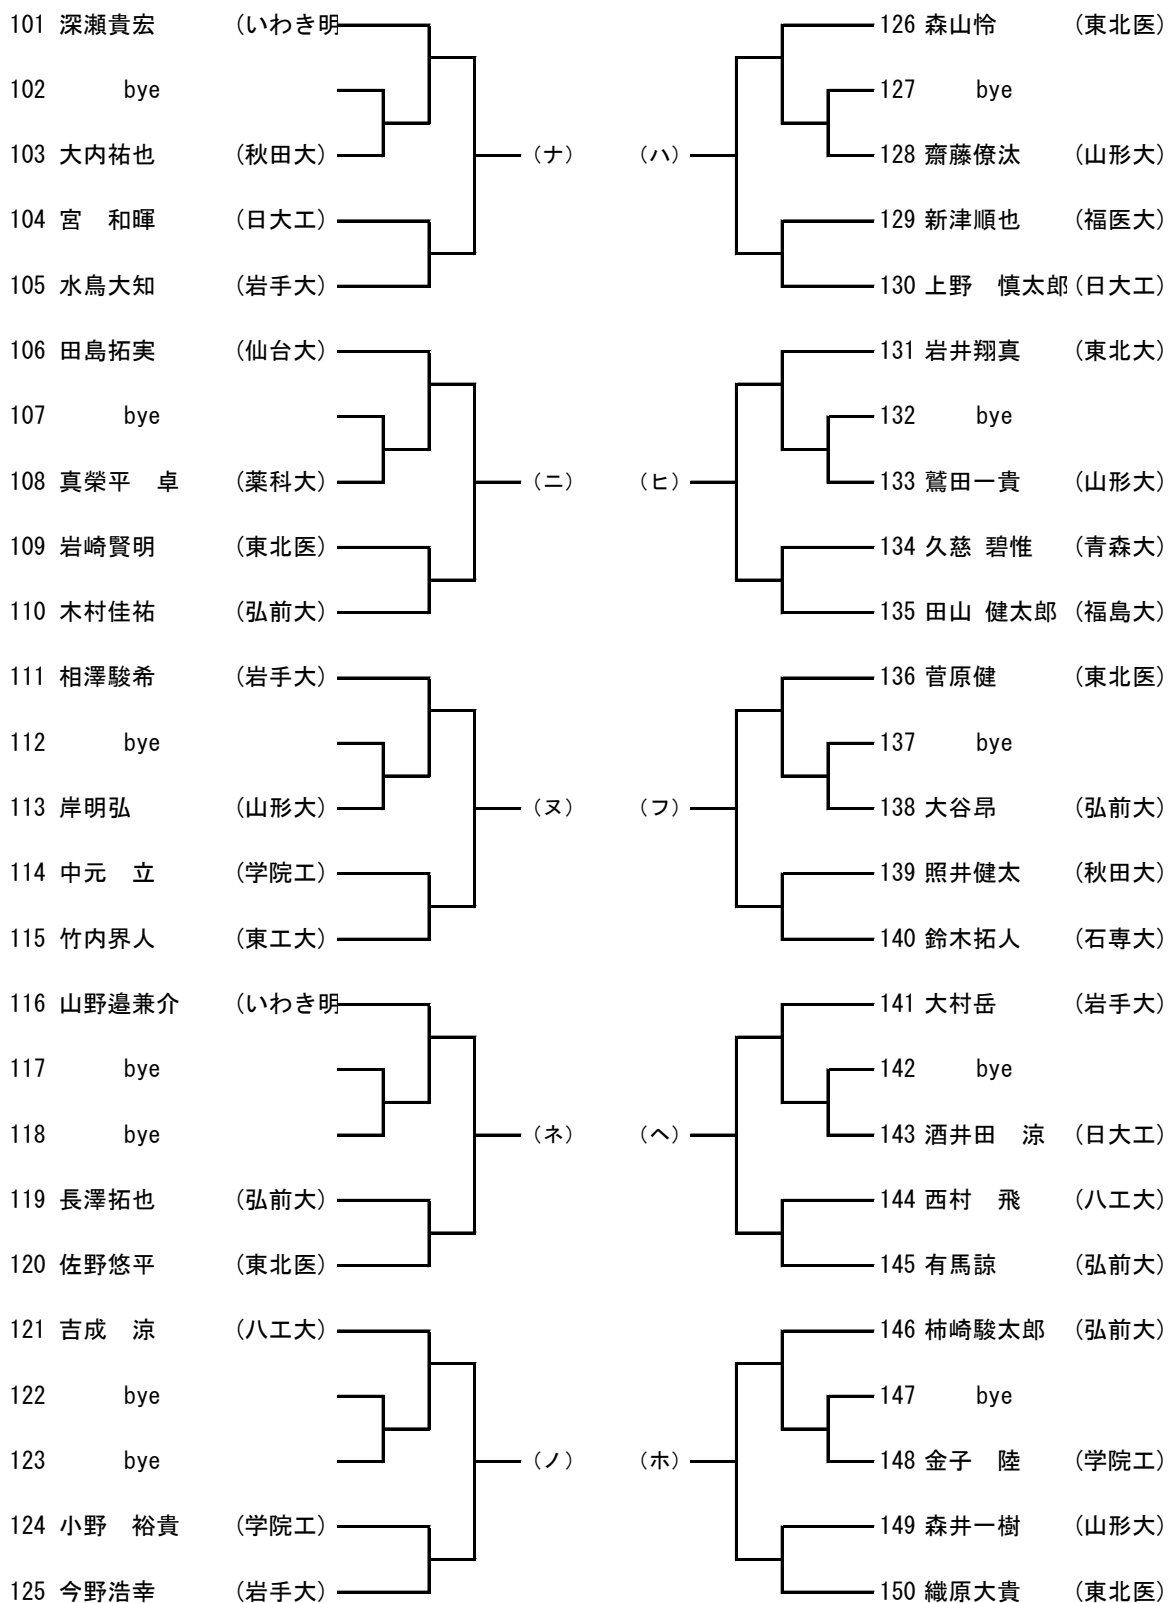 101 深瀬貴宏 (いわき明
102 bye
103 大内祐也 (秋田大)
(ナ)
104 宮　和暉 (日大工)
105 水鳥大知 (岩手大)
106 田島拓実 (仙台大)
107 bye
108 真榮平　卓 (薬科大)
(ニ)
109 岩崎賢明 (東北医)
110 木村佳祐 (弘前大)
111 相澤駿希 (岩手大)
112 bye
113 岸明弘 (山形大)
(ヌ)
114 中元　立 (学院工)
115 竹内界人 (東工大)
116 山野邉兼介 (いわき明
117 bye
118 bye
(ネ)
119 長澤拓也 (弘前大)
120 佐野悠平 (東北医)
121 吉成　涼 (八工大)
122 bye
123 bye
(ノ)
124 小野　裕貴 (学院工)
125 今野浩幸 (岩手大)
126 森山怜 (東北医)
127 bye
(ハ)
128 齋藤僚汰 (山形大)
129 新津順也 (福医大)
130 上野　慎太郎 (日大工)
131 岩井翔真 (東北大)
132 bye
(ヒ)
133 鷲田一貴 (山形大)
134 久慈 碧惟 (青森大)
135 田山 健太郎 (福島大)
136 菅原健 (東北医)
137 bye
(フ)
138 大谷昂 (弘前大)
139 照井健太 (秋田大)
140 鈴木拓人 (石専大)
141 大村岳 (岩手大)
142 bye
(ヘ)
143 酒井田　涼 (日大工)
144 西村　飛 (八工大)
145 有馬諒 (弘前大)
146 柿崎駿太郎 (弘前大)
147 bye
(ホ)
148 金子　陸 (学院工)
149 森井一樹 (山形大)
150 織原大貴 (東北医)